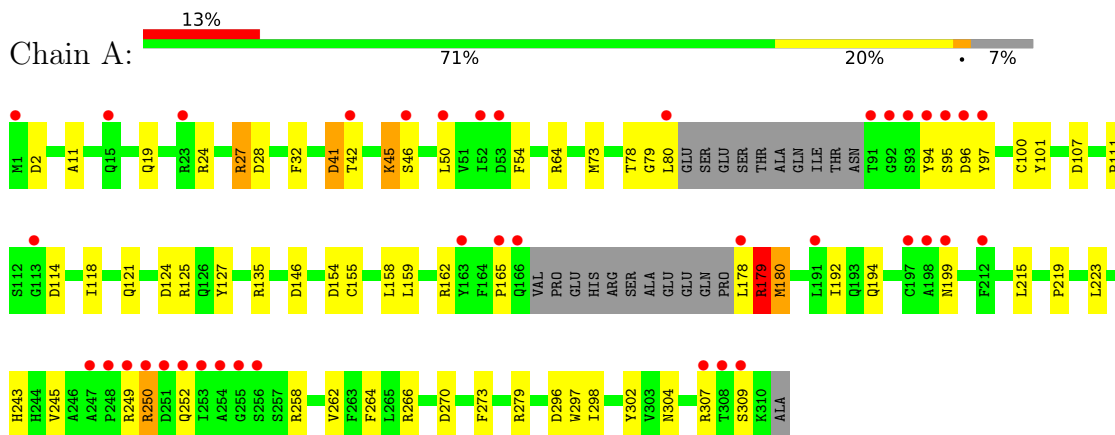 13%
Chain A:
71% 20% • 7%
M1 D2 A11 Q15 Q19 R23 R24 R27 D28 F32 D41 T42 K45 S46 L50 V51 I52 D53 F54 R64 M73 T78 G79 L80 GLU SER GLU SER THR ALA GLN ILE THR ASN T91 G92 S93 Y94 S95 D96 Y97 C100 Y101 D107 R111
S112 G113 D114 I118 Q121 D124 R125 Q126 Y127 R135 D146 D154 C155 L158 L159 R162 Y163 F164 P165 Q166 VAL PRO GLU HIS ARG SER ALA GLU GLU GLN PRO L178 R179 M180 L191 I192 Q193 Q194 C197 A198 N199 F212 L215 P219 L223
H243 H244 V245 A246 A247 P248 R249 R250 D251 Q252 I253 A254 G255 S256 S257 R258 V262 F263 F264 L265 R266 D270 F273 R279 D296 W297 I298 Y302 V303 N304 R307 T308 S309 K310 ALA